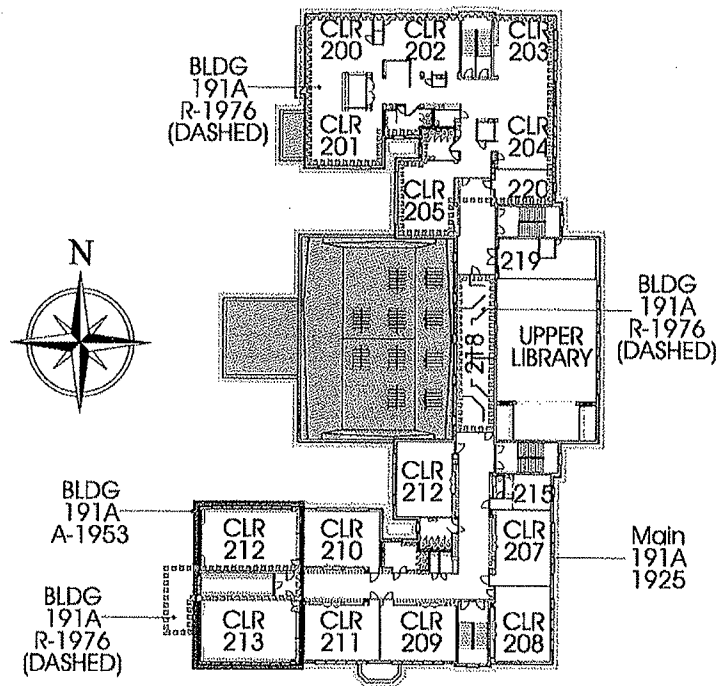 CLR
200
CLR
202
CLR
203
BLDG
191A
R-1976
(DASHED)
CLR
201
CLR
204
220
CLR
205
N
219
BLDG
191A
R-1976
(DASHED)
218
UPPER
LIBRARY
CLR
212
215
BLDG
191A
A-1953
CLR
212
CLR
210
CLR
207
Main
191A
1925
BLDG
191A
R-1976
(DASHED)
CLR
213
CLR
211
CLR
209
CLR
208